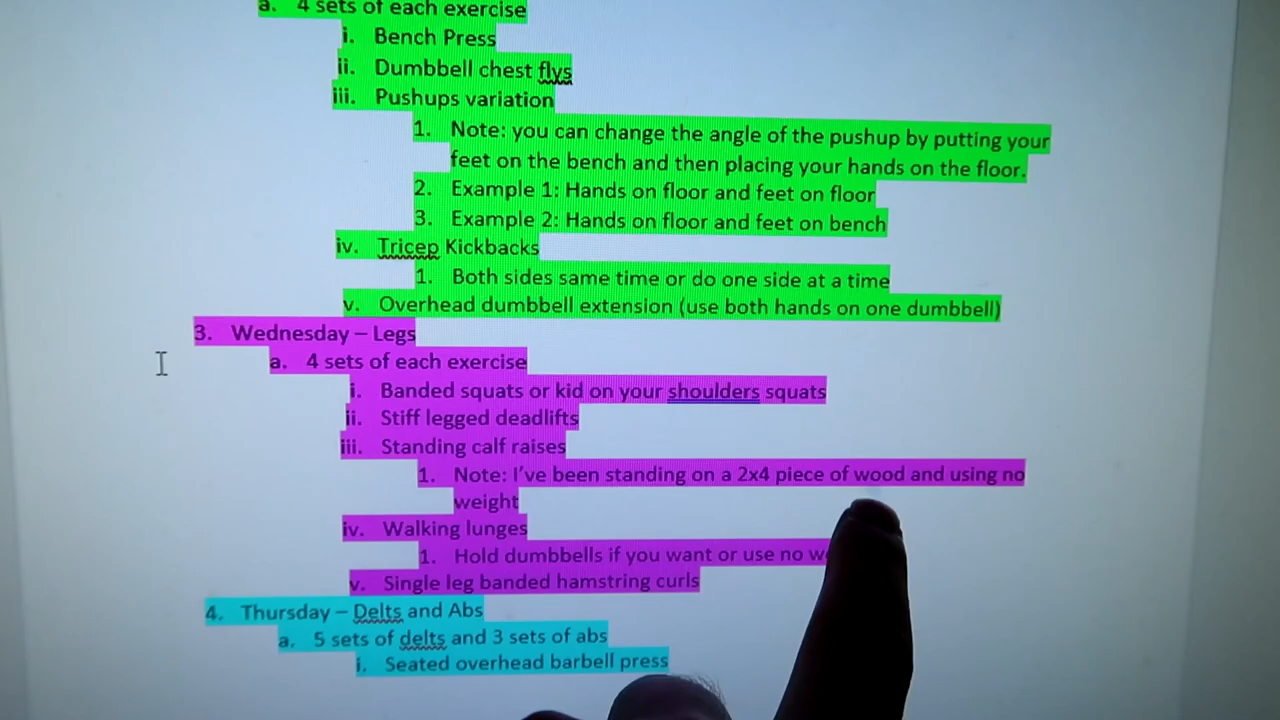 a. 4 sets of each exercise
i. Bench Press
ii. Dumbbell chest flys
iii. Pushups variation
1. Note: you can change the angle of the pushup by putting your
feet on the bench and then placing your hands on the floor.
2. Example 1: Hands on floor and feet on floor
3. Example 2: Hands on floor and feet on bench
iv. Tricep Kickbacks
1. Both sides same time or do one side at a time
v. Overhead dumbbell extension (use both hands on one dumbbell)
3. Wednesday – Legs
a. 4 sets of each exercise
i. Banded squats or kid on your shoulders squats
ii. Stiff legged deadlifts
iii. Standing calf raises
1. Note: I've been standing on a 2x4 piece of wood and using no
weight
iv. Walking lunges
1. Hold dumbbells if you want or use no
v. Single leg banded hamstring curls
4. Thursday – Delts and Abs
a. 5 sets of delts and 3 sets of abs
i. Seated overhead barbell press